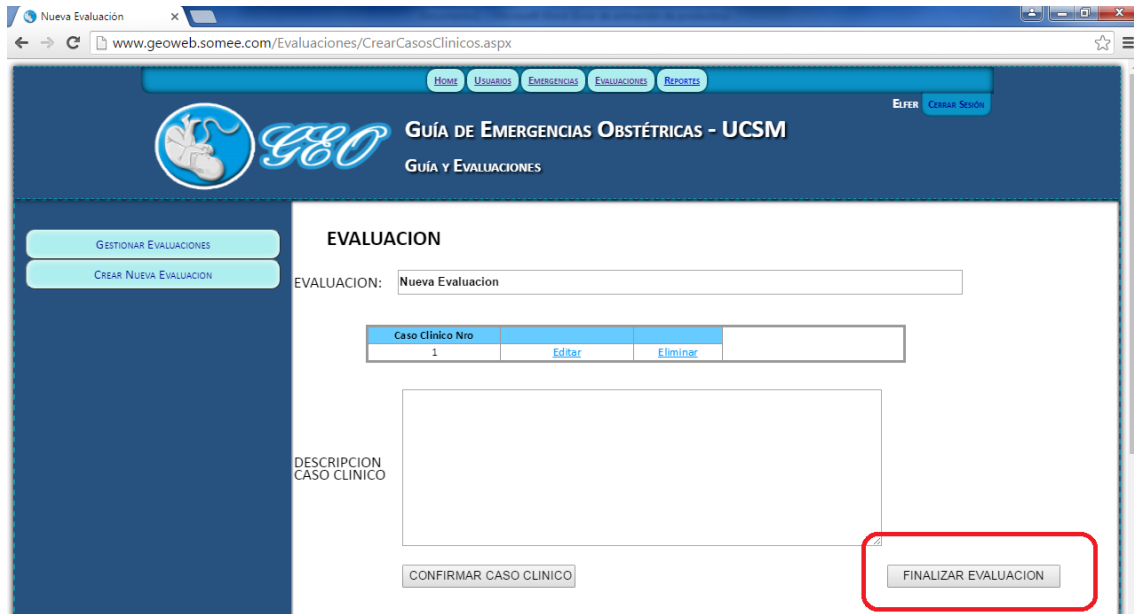 Nueva Evaluación
www.geoweb.somee.com/Evaluaciones/CrearCasosClinicos.aspx
Home Usuarios Emergencias Evaluaciones Reportes
Elfer Cerrar Sesión
GEO
Guía de Emergencias Obstétricas - UCSM
Guía y Evaluaciones
Gestionar Evaluaciones
Crear Nueva Evaluacion
EVALUACION
EVALUACION: Nueva Evaluacion
Caso Clinico Nro
1 Editar Eliminar
DESCRIPCION
CASO CLINICO
CONFIRMAR CASO CLINICO
FINALIZAR EVALUACION